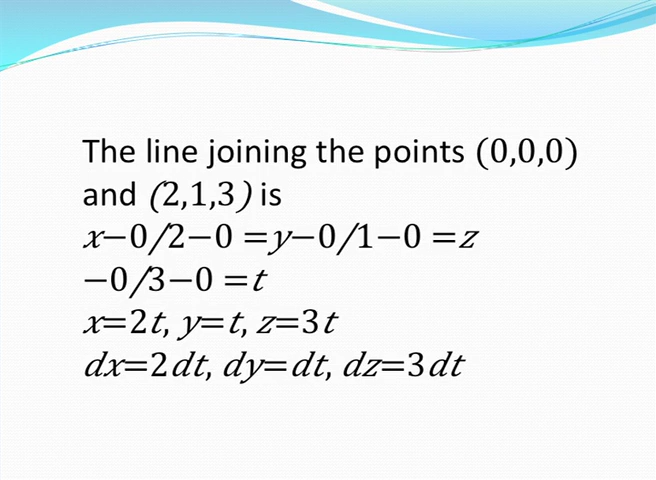 The line joining the points (0,0,0)
and (2,1,3) is
x−0/2−0 =y−0/1−0 =z
−0/3−0 =t
x=2t, y=t, z=3t
dx=2dt, dy=dt, dz=3dt